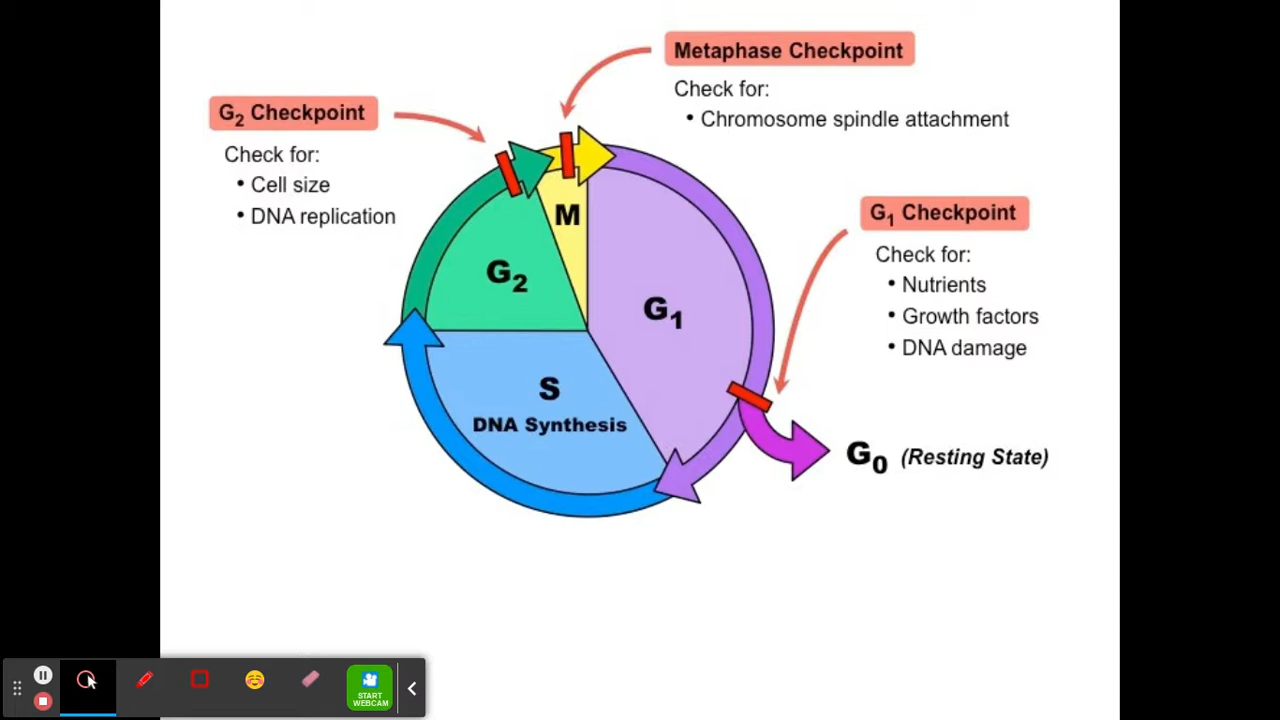 Metaphase Checkpoint
Check for:
• Chromosome spindle attachment
G2 Checkpoint
Check for:
• Cell size
• DNA replication
G1 Checkpoint
Check for:
• Nutrients
• Growth factors
• DNA damage
M
G2
G1
S
DNA Synthesis
G0 (Resting State)
START
WEBCAM